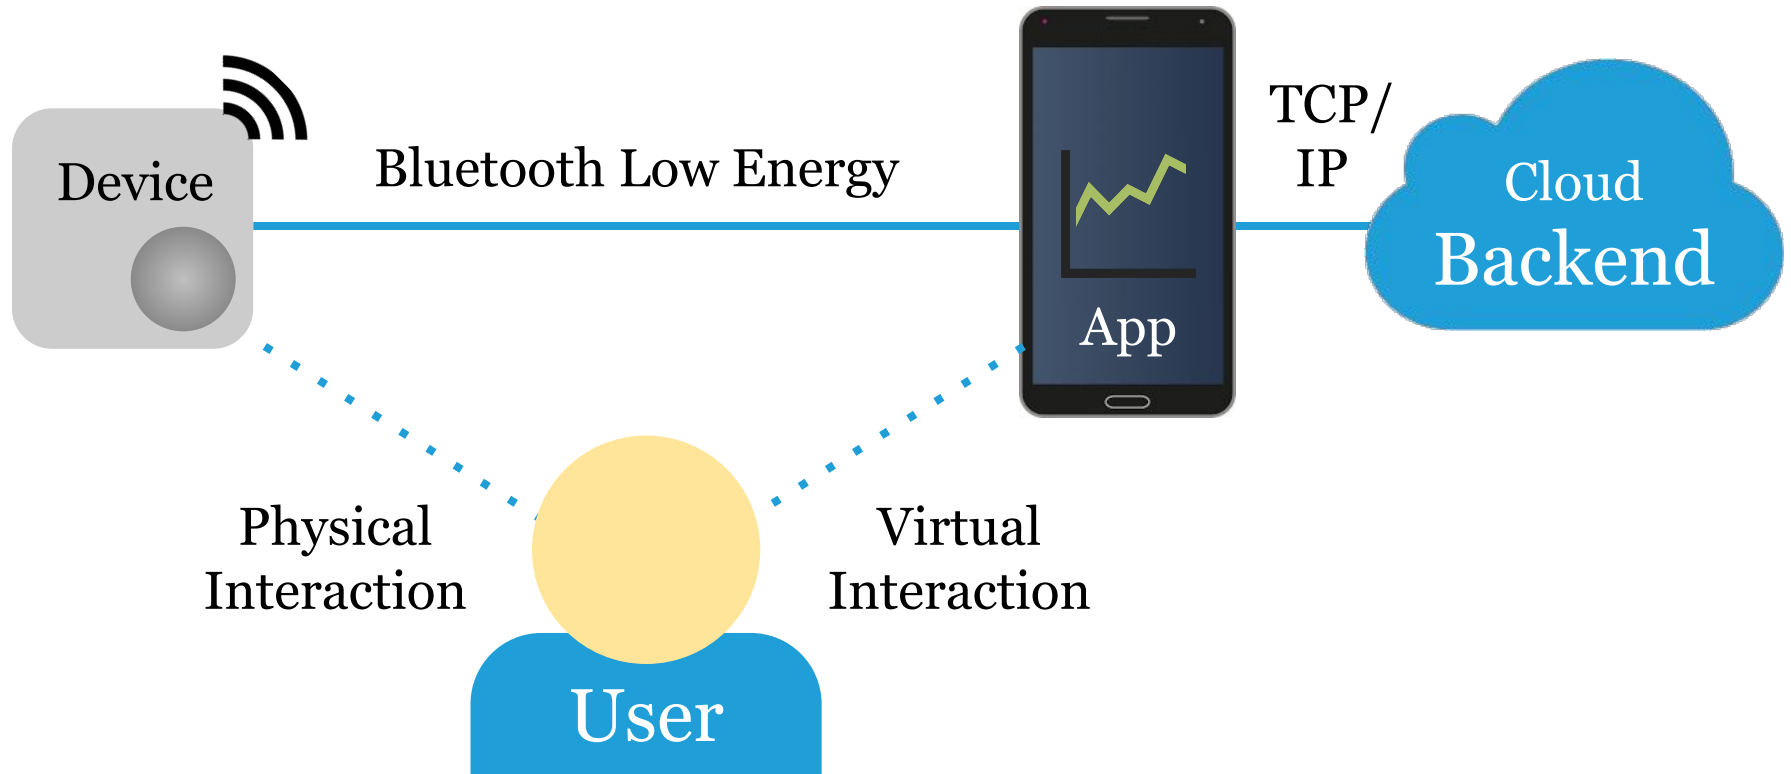 Device
Bluetooth Low Energy
App
TCP/
IP
Cloud
Backend
Physical
Interaction
Virtual
Interaction
User